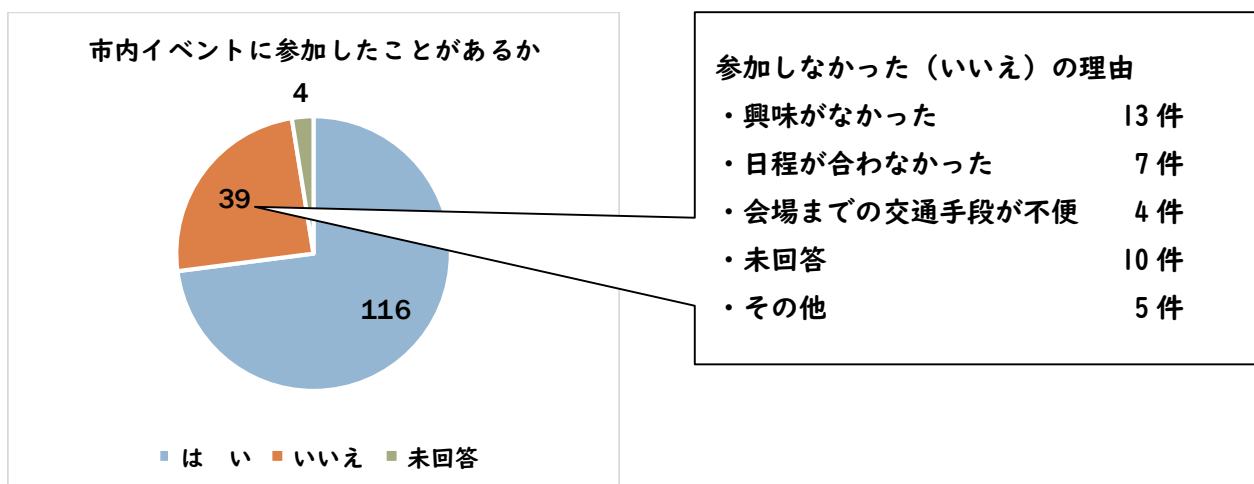 市内イベントに参加したことがあるか
4
39
116
は　い いいえ 未回答
参加しなかった（いいえ）の理由
・興味がなかった 13件
・日程が合わなかった 7件
・会場までの交通手段が不便 4件
・未回答 10件
・その他 5件